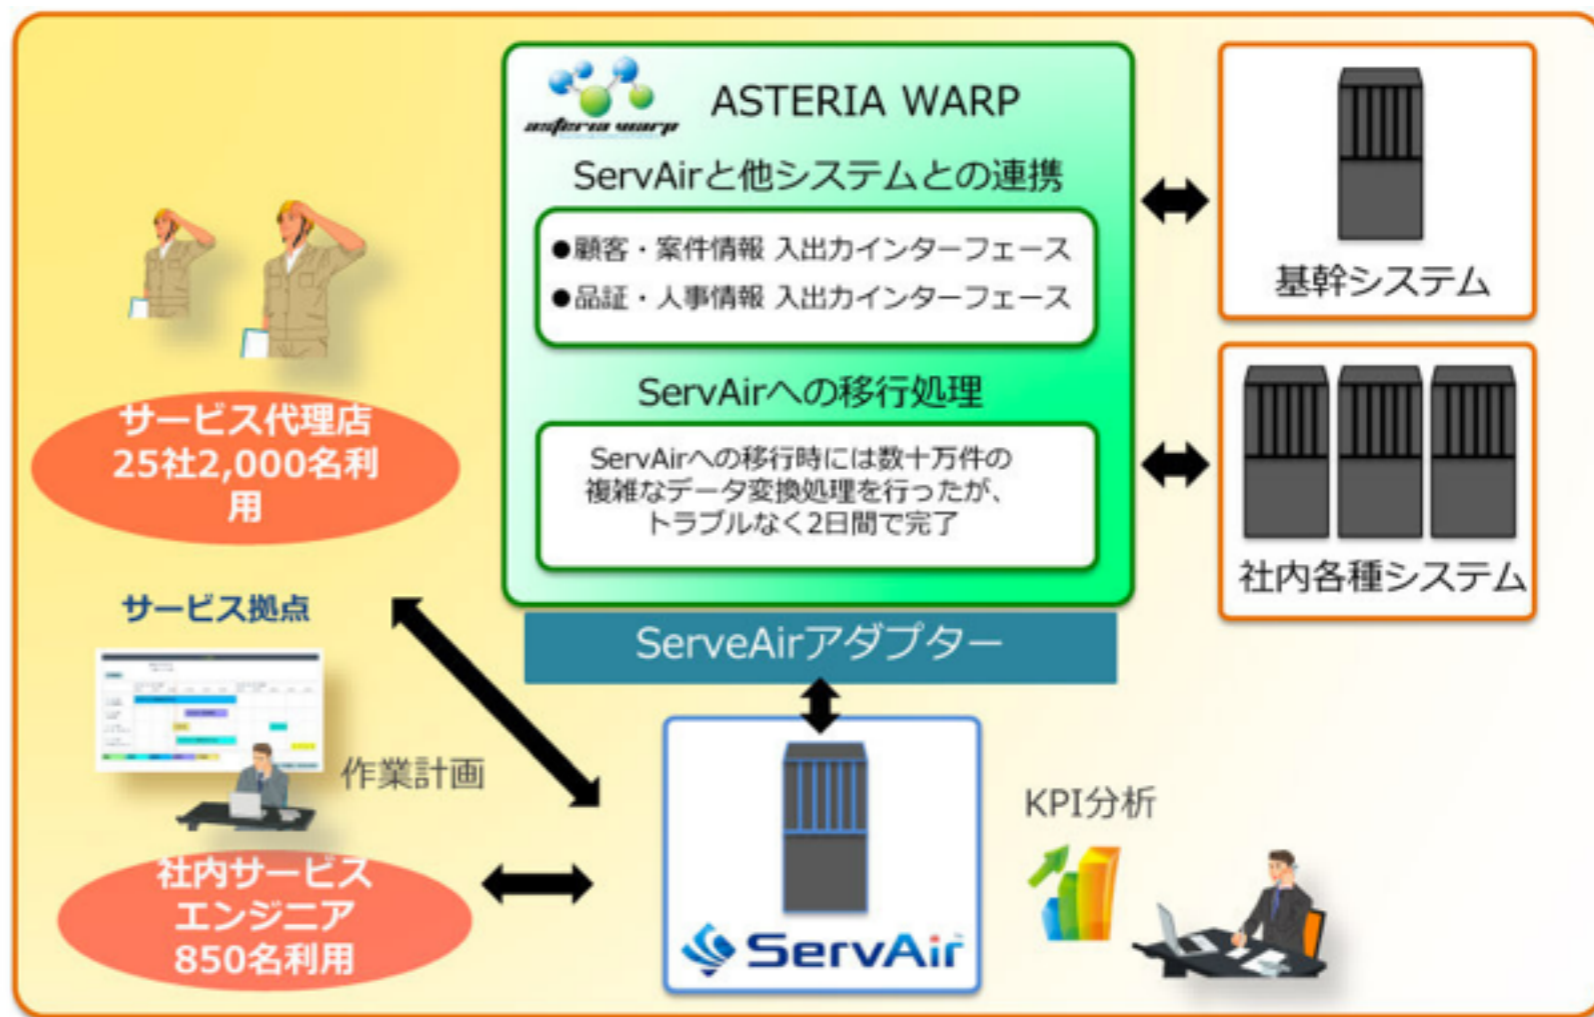 asteria warp
ASTERIA WARP
ServAirと他システムとの連携
●顧客・案件情報 入出力インターフェース
●品証・人事情報 入出力インターフェース
ServAirへの移行処理
ServAirへの移行時には数十万件の
複雑なデータ変換処理を行ったが、
トラブルなく2日間で完了
ServeAirアダプター
基幹システム
社内各種システム
サービス代理店
25社2,000名利
用
サービス拠点
作業計画
社内サービス
エンジニア
850名利用
ServAir
KPI分析